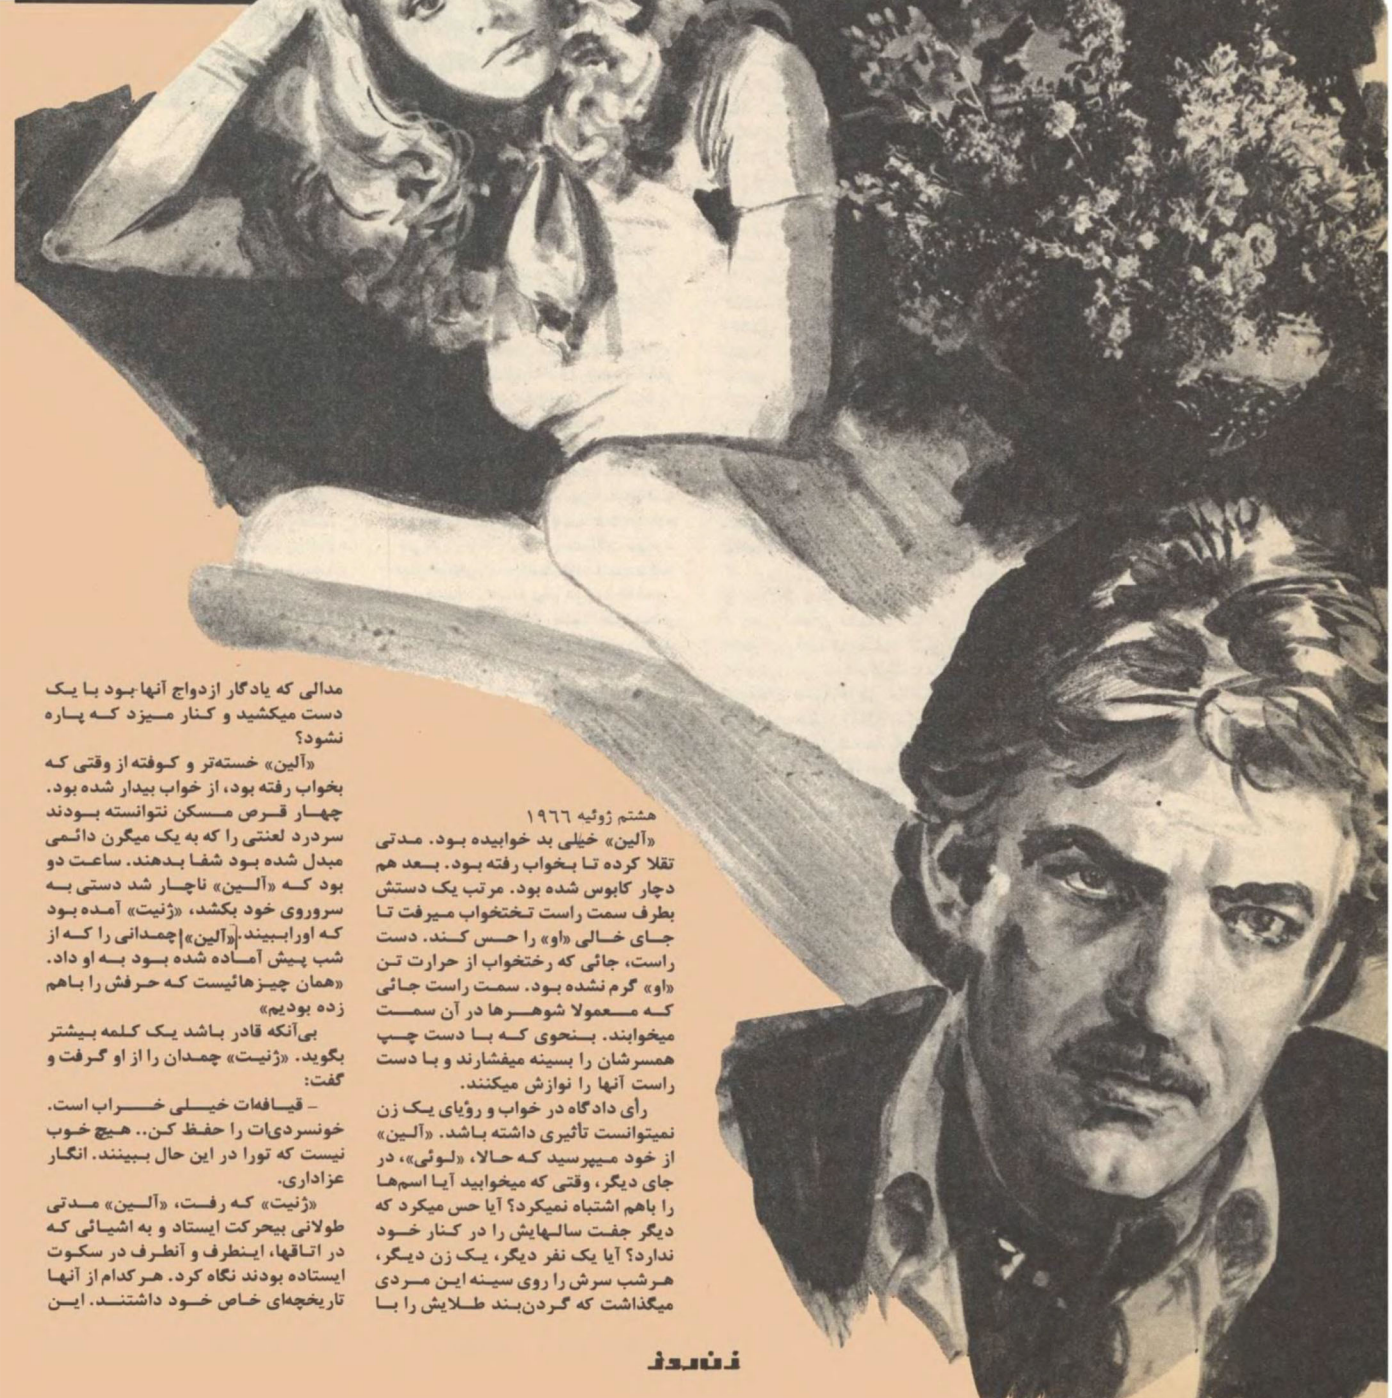 هشتم ژوئیه ۱۹٦٦
«آلین» خیلی بد خوابیده بود. مدتی
تقلا کرده تا بخواب رفته بود. بعد هم
دچار کابوس شده بود. مرتب یک دستش
بطرف سمت راست تختخواب میرفت تا
جای خالی «او» را حس کند. دست
راست، جائی که رختخواب از حرارت تن
«او» گرم نشده بود. سمت راست جائی
که معمولا شوهرها در آن سمت
میخوابند. بنحوی که با دست چپ
همسرشان را بسینه میفشارند و با دست
راست آنها را نوازش میکنند.
رأی دادگاه در خواب و رؤیای یک زن
نمیتوانست تأثیری داشته باشد. «آلین»
از خود میپرسید که حالا، «لوئی»، در
جای دیگر، وقتی که میخوابید آیا اسم‌ها
را باهم اشتباه نمیکرد؟ آیا حس میکرد که
دیگر جفت سالهایش را در کنار خود
ندارد؟ آیا یک نفر دیگر، یک زن دیگر،
هرشب سرش را روی سینه این مردی
میگذاشت که گردن‌بند طلایش را با
مدالی که یادگار ازدواج آنها بود با یک
دست میکشید و کنار میزد که پاره
نشود؟
«آلین» خسته‌تر و کوفته از وقتی که
بخواب رفته بود، از خواب بیدار شده بود.
چهار قرص مسکن نتوانسته بودند
سردرد لعنتی را که به یک میگرن دائمی
مبدل شده بود شفا بدهند. ساعت دو
بود که «آلین» ناچار شد دستی به
سروروی خود بکشد، «ژنیت» آمده بود
که اورا ببیند. «آلین» چمدانی را که از
شب پیش آماده شده بود به او داد.
«همان چیزهائیست که حرفش را باهم
زده بودیم»
بی‌آنکه قادر باشد یک کلمه بیشتر
بگوید. «ژنیت» چمدان را از او گرفت و
گفت:
– قیافه‌ات خیلی خراب است.
خونسردی‌ات را حفظ کن.. هیچ خوب
نیست که تورا در این حال ببینند. انگار
عزاداری.
«ژنیت» که رفت، «آلین» مدتی
طولانی بیحرکت ایستاد و به اشیائی که
در اتاقها، اینطرف و آنطرف در سکوت
ایستاده بودند نگاه کرد. هرکدام از آنها
تاریخچه‌ای خاص خود داشتند. این
زن‌روز